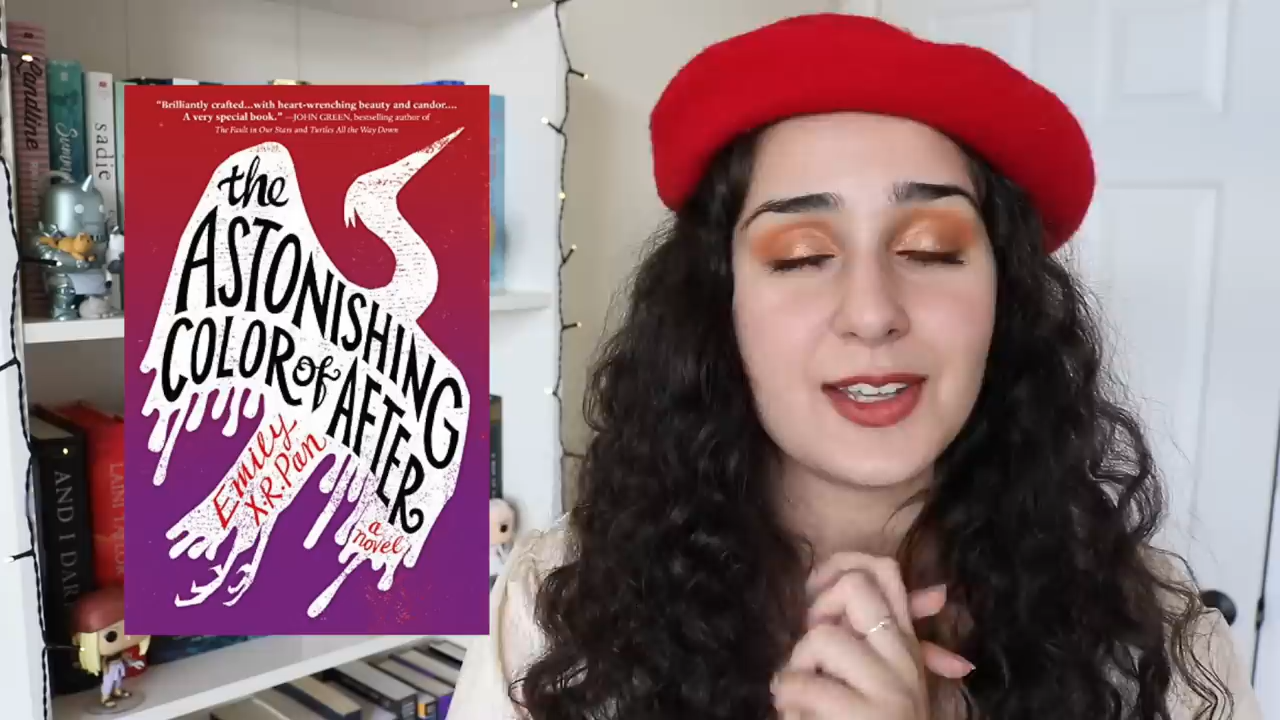 "Brilliantly crafted...with heart-wrenching beauty and candor....
A very special book." —JOHN GREEN, bestselling author of
The Fault in Our Stars and Turtles All the Way Down
the
ASTONISHING
COLOR of AFTER
Emily
X.R. Pan
a
novel
Landline
sadie
AND I DAR
LAINI